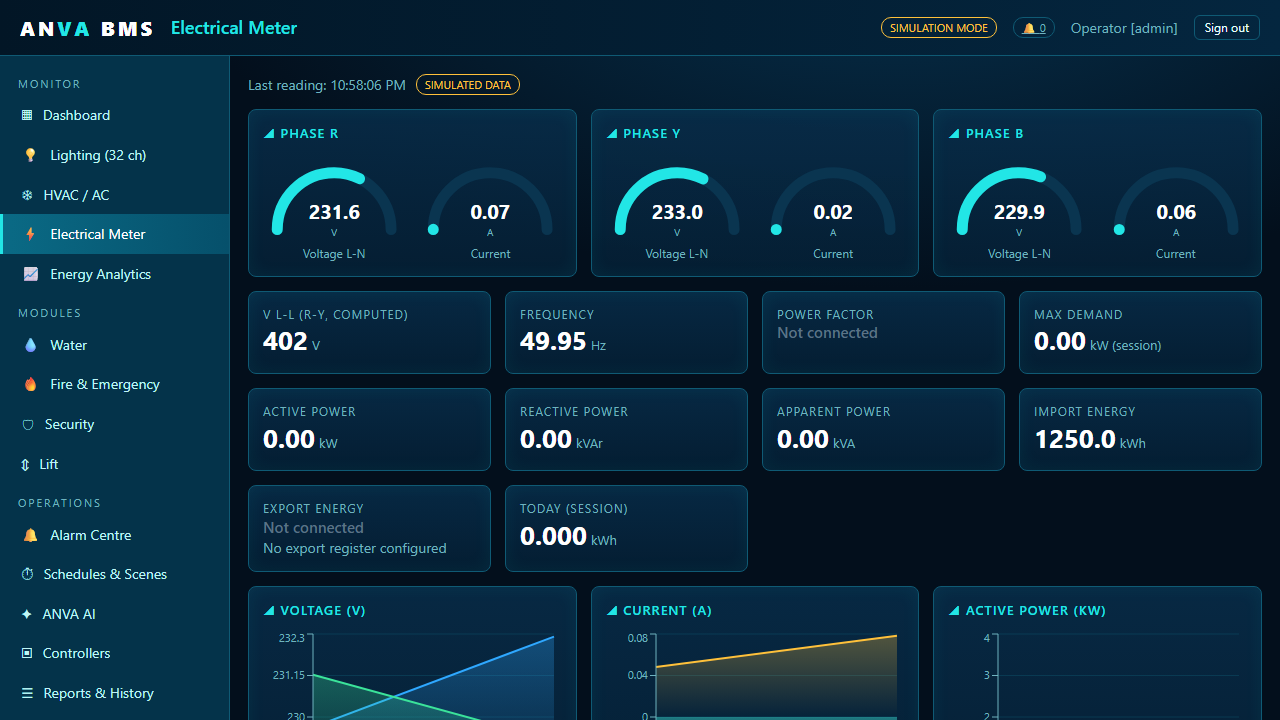 ANVA BMS
Electrical Meter
SIMULATION MODE
0
Operator [admin]
Sign out
MONITOR
Dashboard
Lighting (32 ch)
HVAC / AC
Electrical Meter
Energy Analytics
MODULES
Water
Fire & Emergency
Security
Lift
OPERATIONS
Alarm Centre
Schedules & Scenes
ANVA AI
Controllers
Reports & History
Last reading: 10:58:06 PM
SIMULATED DATA
PHASE R
231.6
V
Voltage L-N
0.07
A
Current
PHASE Y
233.0
V
Voltage L-N
0.02
A
Current
PHASE B
229.9
V
Voltage L-N
0.06
A
Current
V L-L (R-Y, COMPUTED)
402 V
FREQUENCY
49.95 Hz
POWER FACTOR
Not connected
MAX DEMAND
0.00 kW (session)
ACTIVE POWER
0.00 kW
REACTIVE POWER
0.00 kVAr
APPARENT POWER
0.00 kVA
IMPORT ENERGY
1250.0 kWh
EXPORT ENERGY
Not connected
No export register configured
TODAY (SESSION)
0.000 kWh
VOLTAGE (V)
232.3
231.15
230
CURRENT (A)
0.08
0.04
0
ACTIVE POWER (KW)
4
3
2